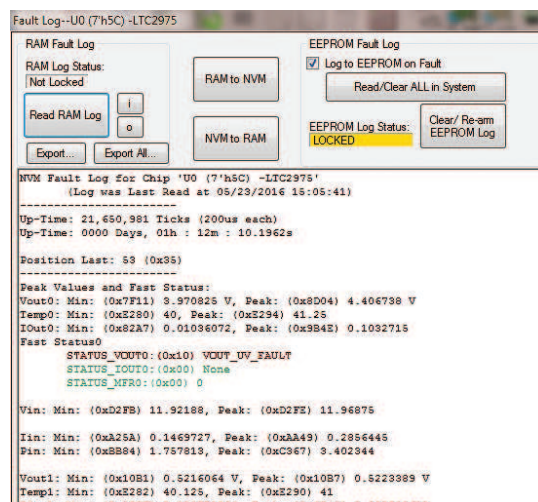 Fault Log--U0 (7'h5C) -LTC2975
RAM Fault Log
RAM Log Status:
Not Locked
Read RAM Log
i
o
Export...
Export All...
RAM to NVM
NVM to RAM
EEPROM Fault Log
Log to EEPROM on Fault
Read/Clear ALL in System
EEPROM Log Status:
LOCKED
Clear/ Re-arm
EEPROM Log
NVM Fault Log for Chip 'U0 (7'h5C) -LTC2975'
(Log was Last Read at 05/23/2016 15:05:41)
------------------------
Up-Time: 21,650,981 Ticks (200us each)
Up-Time: 0000 Days, 01h : 12m : 10.1962s
Position Last: 53 (0x35)
------------------------
Peak Values and Fast Status:
Vout0: Min: (0x7F11) 3.970825 V, Peak: (0x8D04) 4.406738 V
Temp0: Min: (0xE280) 40, Peak: (0xE294) 41.25
IOut0: Min: (0x82A7) 0.01036072, Peak: (0x9B4E) 0.1032715
Fast Status0
STATUS_VOUT0:(0x10) VOUT_UV_FAULT
STATUS_IOUT0:(0x00) None
STATUS_MFR0:(0x00) 0
Vin: Min: (0xD2FB) 11.92188, Peak: (0xD2FE) 11.96875
Iin: Min: (0xA25A) 0.1469727, Peak: (0xAA49) 0.2856445
Pin: Min: (0xBB84) 1.757813, Peak: (0xC367) 3.402344
Vout1: Min: (0x10B1) 0.5216064 V, Peak: (0x10B7) 0.5223389 V
Temp1: Min: (0xE282) 40.125, Peak: (0xE290) 41